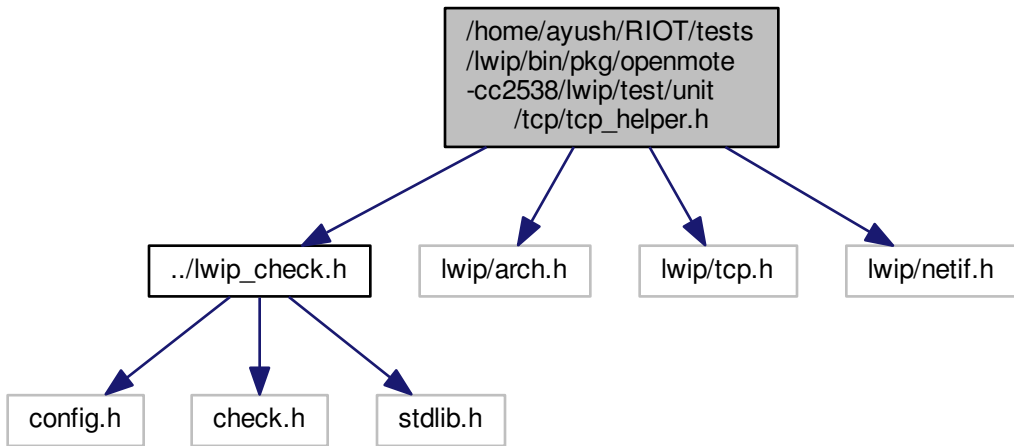 /home/ayush/RIOT/tests
/lwip/bin/pkg/openmote
-cc2538/lwip/test/unit
/tcp/tcp_helper.h
../lwip_check.h
lwip/arch.h
lwip/tcp.h
lwip/netif.h
config.h
check.h
stdlib.h